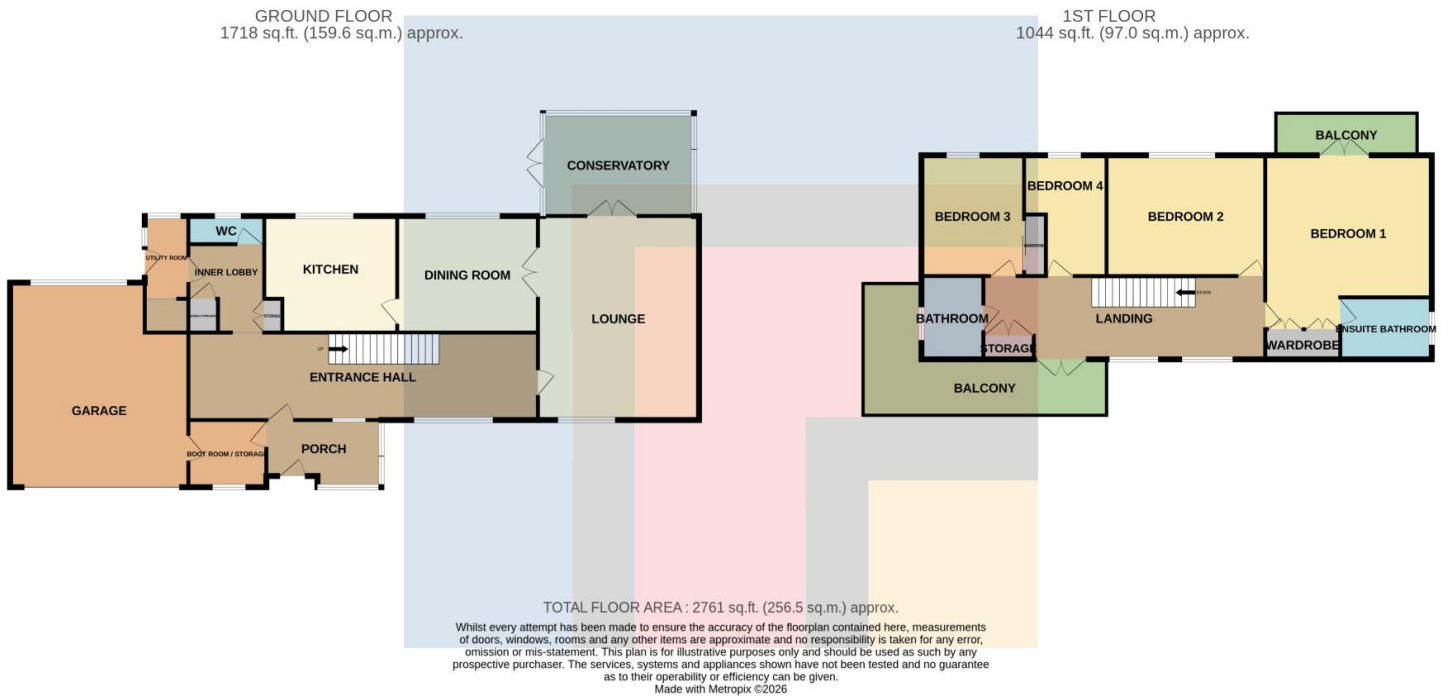 GROUND FLOOR
1718 sq.ft. (159.6 sq.m.) approx.
1ST FLOOR
1044 sq.ft. (97.0 sq.m.) approx.
CONSERVATORY
WC
UTILITY ROOM
INNER LOBBY
KITCHEN
DINING ROOM
LOUNGE
STORAGE
UP
ENTRANCE HALL
GARAGE
BOOT ROOM / STORAGE
PORCH
BALCONY
BEDROOM 4
BEDROOM 3
BEDROOM 2
BEDROOM 1
WARDROBE
DOWN
BATHROOM
LANDING
ENSUITE BATHROOM
STORAGE
WARDROBE
BALCONY
TOTAL FLOOR AREA : 2761 sq.ft. (256.5 sq.m.) approx.
Whilst every attempt has been made to ensure the accuracy of the floorplan contained here, measurements
of doors, windows, rooms and any other items are approximate and no responsibility is taken for any error,
omission or mis-statement. This plan is for illustrative purposes only and should be used as such by any
prospective purchaser. The services, systems and appliances shown have not been tested and no guarantee
as to their operability or efficiency can be given.
Made with Metropix ©2026